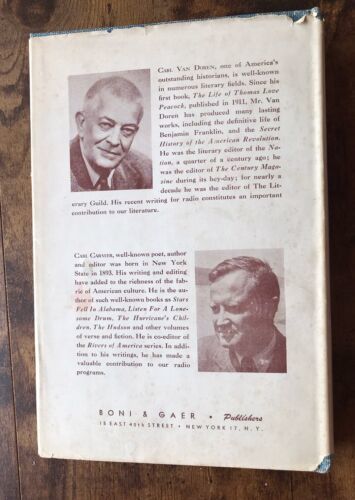 CARL VAN DOREN, one of America's
outstanding historians, is well-known
in numerous literary fields. Since his
first book, The Life of Thomas Love
Peacock, published in 1911, Mr. Van
Doren has produced many lasting
works, including the definitive life of
Benjamin Franklin, and the Secret
History of the American Revolution.
He was the literary editor of the Na-
tion, a quarter of a century ago; he
was the editor of The Century Maga-
zine during its hey-day; for nearly a
decade he was the editor of The Lit-
erary Guild. His recent writing for radio constitutes an important
contribution to our literature.
CARL CARMER, well-known poet, author
and editor was born in New York
State in 1893. His writing and editing
have added to the richness of the fab-
ric of American culture. He is the au-
thor of such well-known books as Stars
Fell In Alabama, Listen For A Lone-
some Drum, The Hurricane's Chil-
dren, The Hudson and other volumes
of verse and fiction. He is co-editor of
the Rivers of America series. In addi-
tion to his writings, he has made a
valuable contribution to our radio
programs.
BONI & GAER • Publishers
15 EAST 40TH STREET • NEW YORK 17, N. Y.